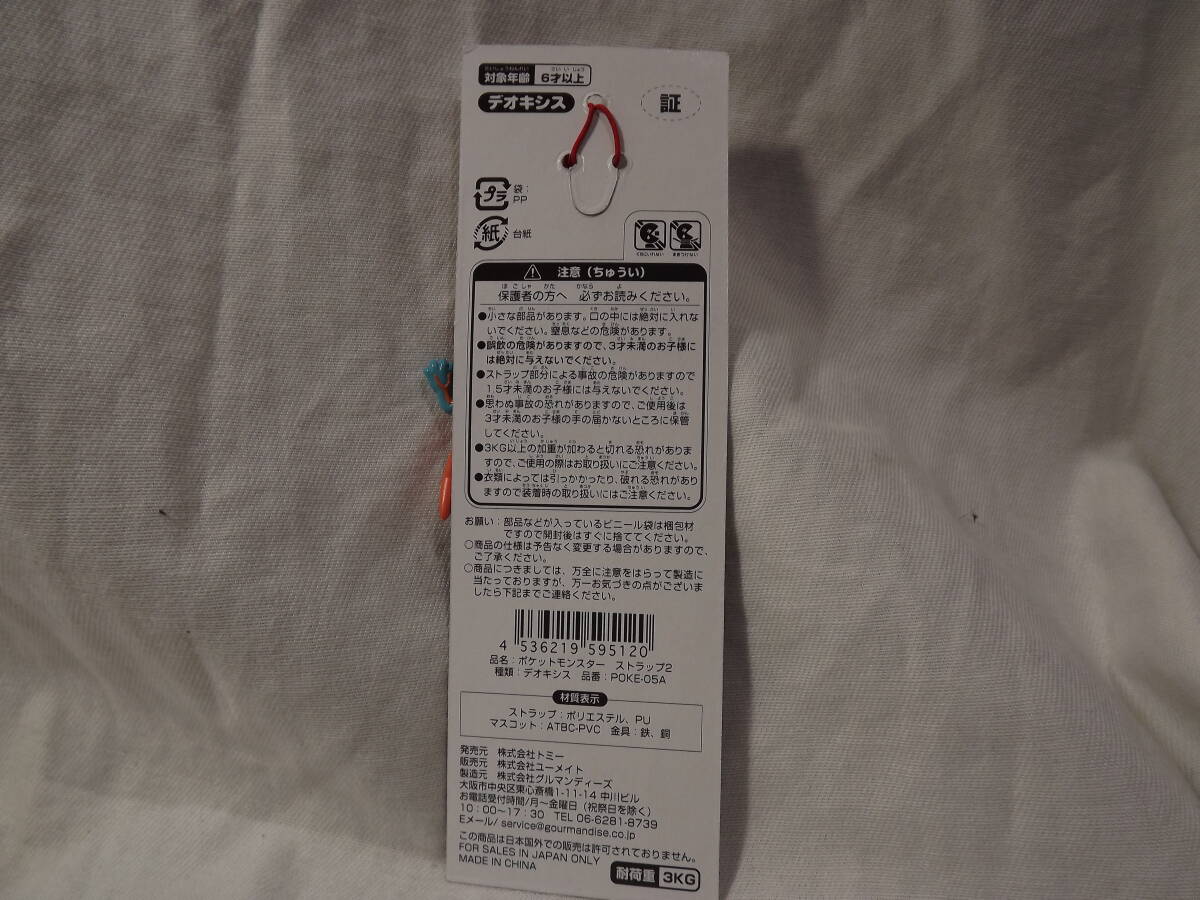 対象年齢 6才以上
デオキシス
証
プラ 袋：
PP
紙 台紙
くちにいれない
注意（ちゅうい）
保護者の方へ 必ずお読みください。
●小さな部品があります。口の中には絶対に入れな
いでください。窒息などの危険があります。
●誤飲の危険がありますので、3才未満のお子様に
は絶対に与えないでください。
●ストラップ部分による事故の危険がありますので
1.5才未満のお子様には与えないでください。
●思わぬ事故の恐れがありますので、ご使用後は
3才未満のお子様の手の届かないところに保管
してください。
●3KG以上の加重が加わると切れる恐れがありま
すので、ご使用の際はお取り扱いにご注意ください。
●衣類によっては引っかかったり、破れる恐れがあり
ますので装着時の取り扱いにはご注意ください。
お願い：部品などが入っているビニール袋は梱包材
ですので開封後はすぐに捨ててください。
○商品の仕様は予告なく変更する場合がありますので、
ご了承ください。
○商品につきましては、万全に注意をはらって製造に
当たっておりますが、万一お気づきの点がございま
したら下記までご連絡ください。
4 536219 595120
品名：ポケットモンスター ストラップ2
種類：デオキシス 品番：POKE-05A
材質表示
ストラップ：ポリエステル、PU
マスコット：ATBC-PVC 金具：鉄、銅
発売元 株式会社トミー
販売元 株式会社ユーメイト
製造元 株式会社グルマンディーズ
大阪市中央区東心斎橋1-11-14 中川ビル
お電話受付時間/月～金曜日（祝祭日を除く）
10：00～17：30 TEL 06-6281-8739
Eメール/ service@gourmandise.co.jp
この商品は日本国外での販売は許可されておりません。
FOR SALES IN JAPAN ONLY
MADE IN CHINA
耐荷重 3KG